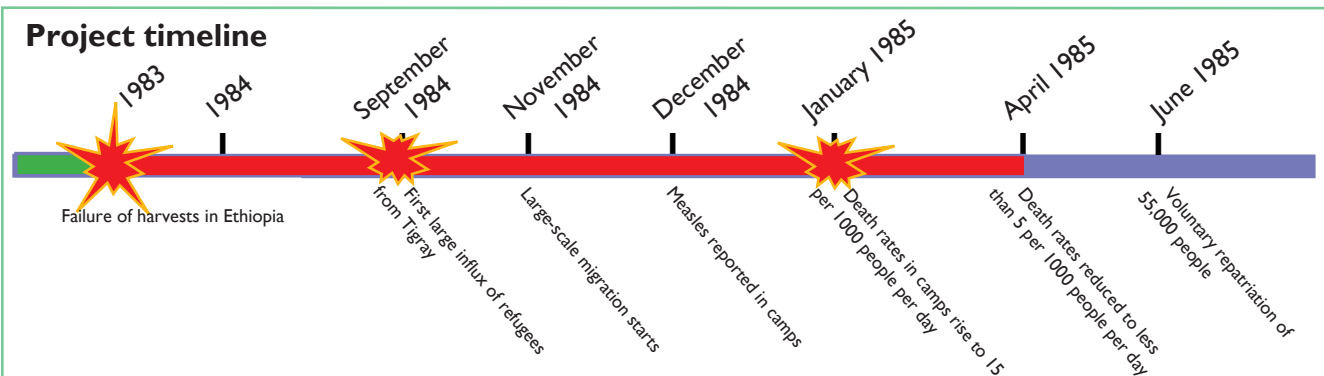 Project timeline
1983
1984
September
1984
November
1984
December
1984
January 1985
April 1985
June 1985
Failure of harvests in Ethiopia
First large influx of refugees
from Tigray
Large-scale migration starts
Measles reported in camps
Death rates in camps rise to 15
per 1000 people per day
Death rates reduced to less
than 5 per 1000 people per day
Voluntary repatriation of
55,000 people